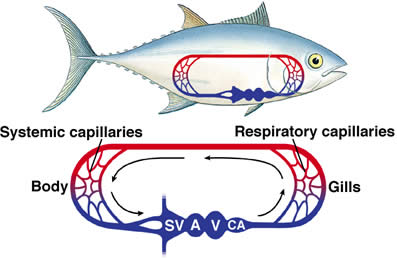 Systemic capillaries
Respiratory capillaries
Body
Gills
SV A V CA